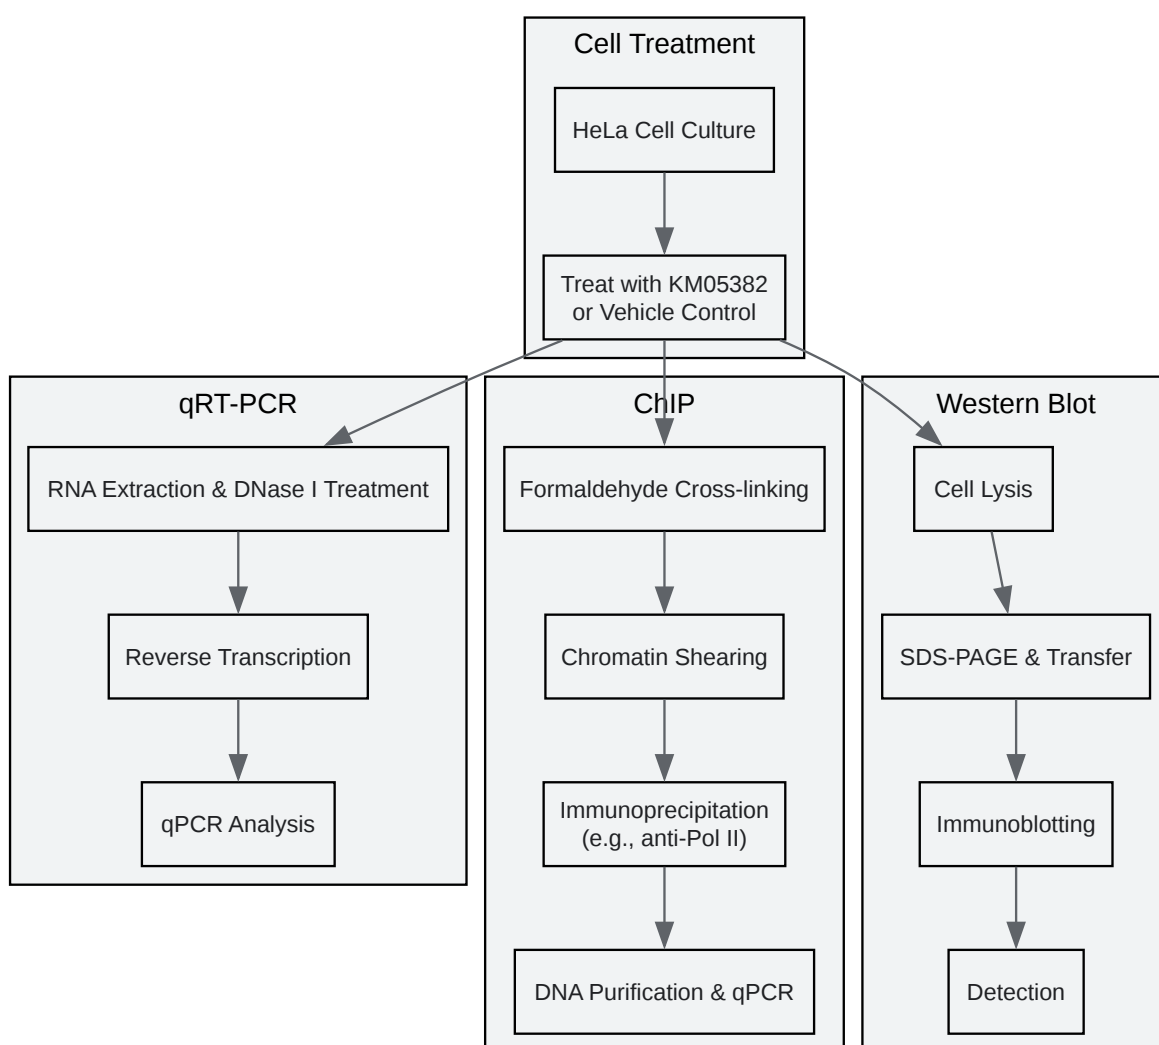 Cell Treatment
HeLa Cell Culture
Treat with KM05382
or Vehicle Control
qRT-PCR
RNA Extraction & DNase I Treatment
Reverse Transcription
qPCR Analysis
ChIP
Formaldehyde Cross-linking
Chromatin Shearing
Immunoprecipitation
(e.g., anti-Pol II)
DNA Purification & qPCR
Western Blot
Cell Lysis
SDS-PAGE & Transfer
Immunoblotting
Detection